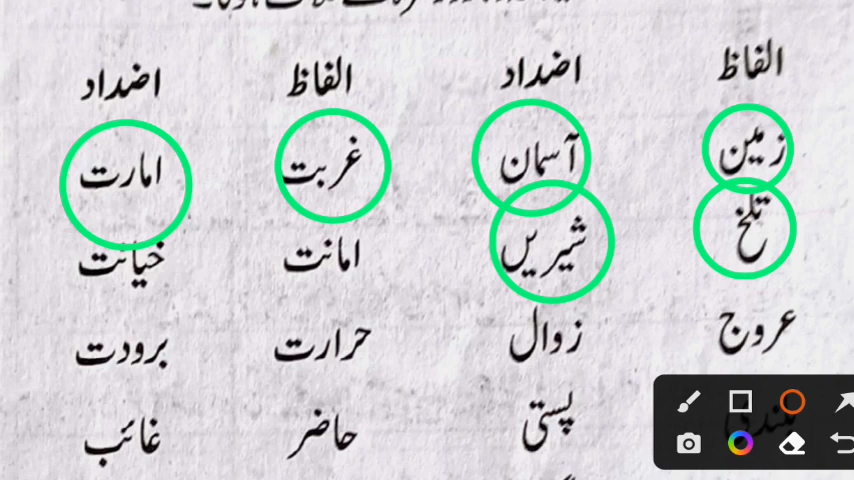 الفاظ اضداد الفاظ اضداد
زمین آسمان غربت امارت
تلخ شیریں امانت خیانت
عروج زوال حرارت برودت
پستی حاضر غائب